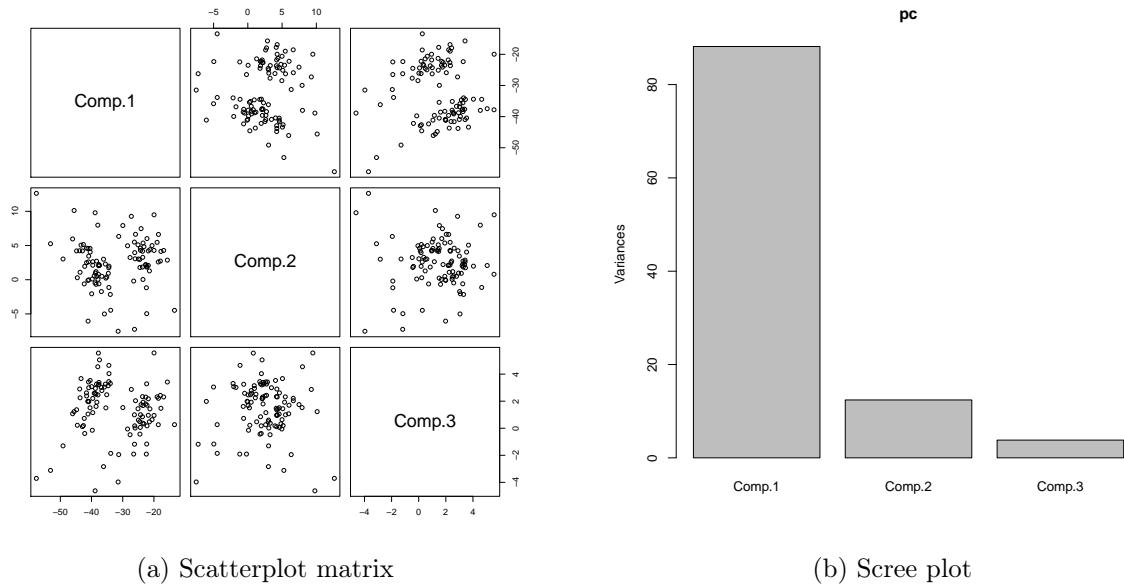 −5 0 5 10
Comp.1
−50 −40 −30 −20
−5 0 5 10
Comp.2
Comp.3
−4 −2 0 2 4
−50 −40 −30 −20
−4 −2 0 2 4
(a) Scatterplot matrix
pc
Variances
0 20 40 60 80
Comp.1 Comp.2 Comp.3
(b) Scree plot